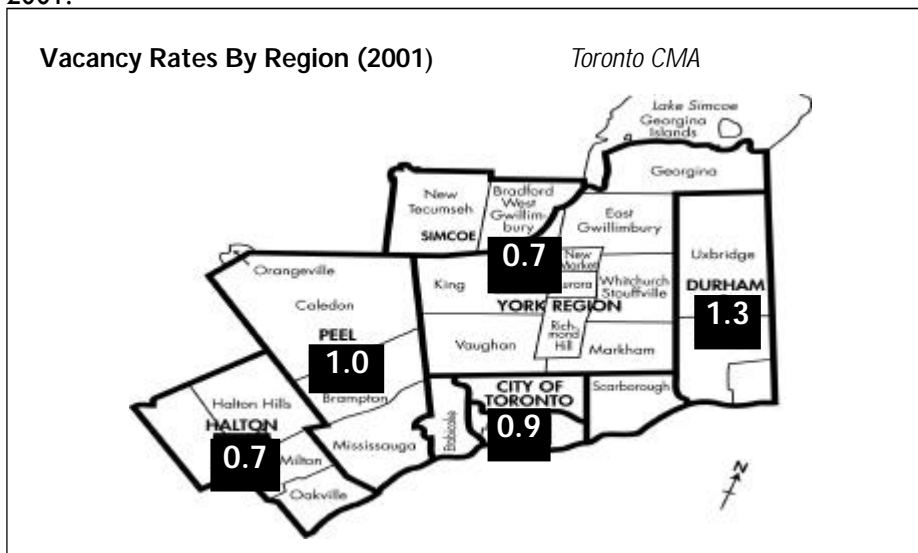 2001.
Vacancy Rates By Region (2001)
Toronto CMA
Lake Simcoe
Georgina
Islands
Georgina
New
Tecumseh
SIMCOE
Bradford
West
Gwillim-
bury
0.7
East
Gwillimbury
New
Market
Aurora
Whitchurch
Stouffville
King
YORK REGION
Rich-
mond
Hill
Vaughan
Markham
Uxbridge
DURHAM
1.3
Orangeville
Caledon
PEEL
1.0
Brampton
CITY OF
TORONTO
0.9
Scarborough
Etobicoke
Halton Hills
HALTON
0.7
Milton
Mississauga
Oakville
N